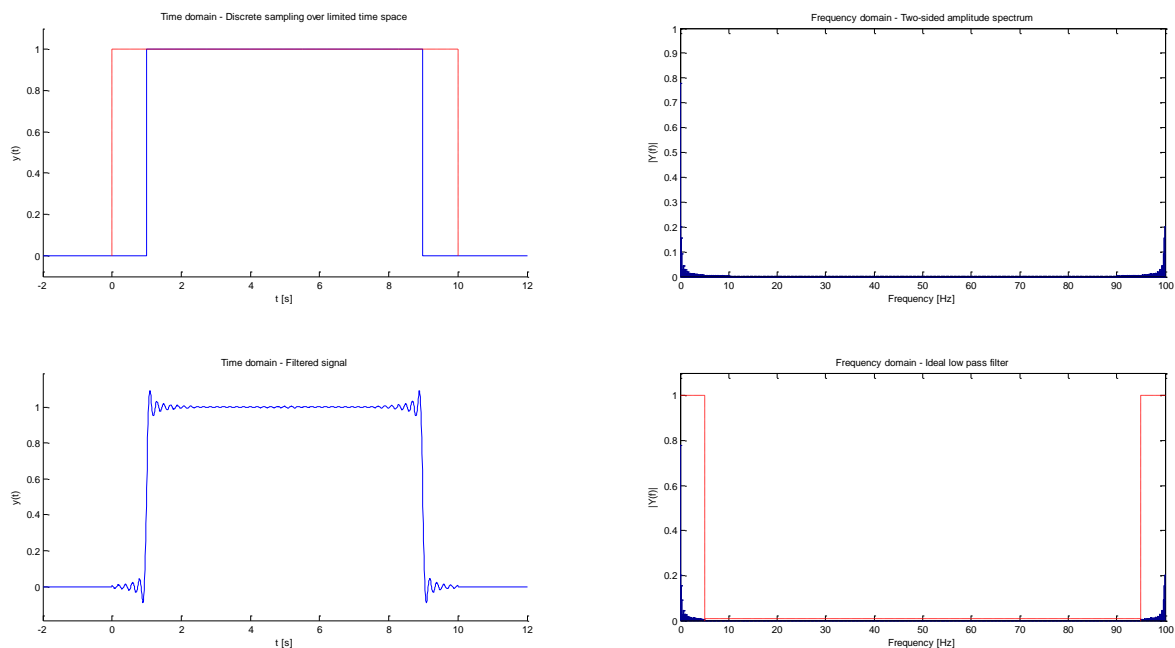 Time domain - Discrete sampling over limited time space
1
0.8
0.6
0.4
0.2
0
y(t)
-2 0 2 4 6 8 10 12
t [s]
Frequency domain - Two-sided amplitude spectrum
1
0.9
0.8
0.7
0.6
0.5
0.4
0.3
0.2
0.1
0
|Y(f)|
0 10 20 30 40 50 60 70 80 90 100
Frequency [Hz]
Time domain - Filtered signal
1
0.8
0.6
0.4
0.2
0
y(t)
-2 0 2 4 6 8 10 12
t [s]
Frequency domain - Ideal low pass filter
1
0.8
0.6
0.4
0.2
0
|Y(f)|
0 10 20 30 40 50 60 70 80 90 100
Frequency [Hz]